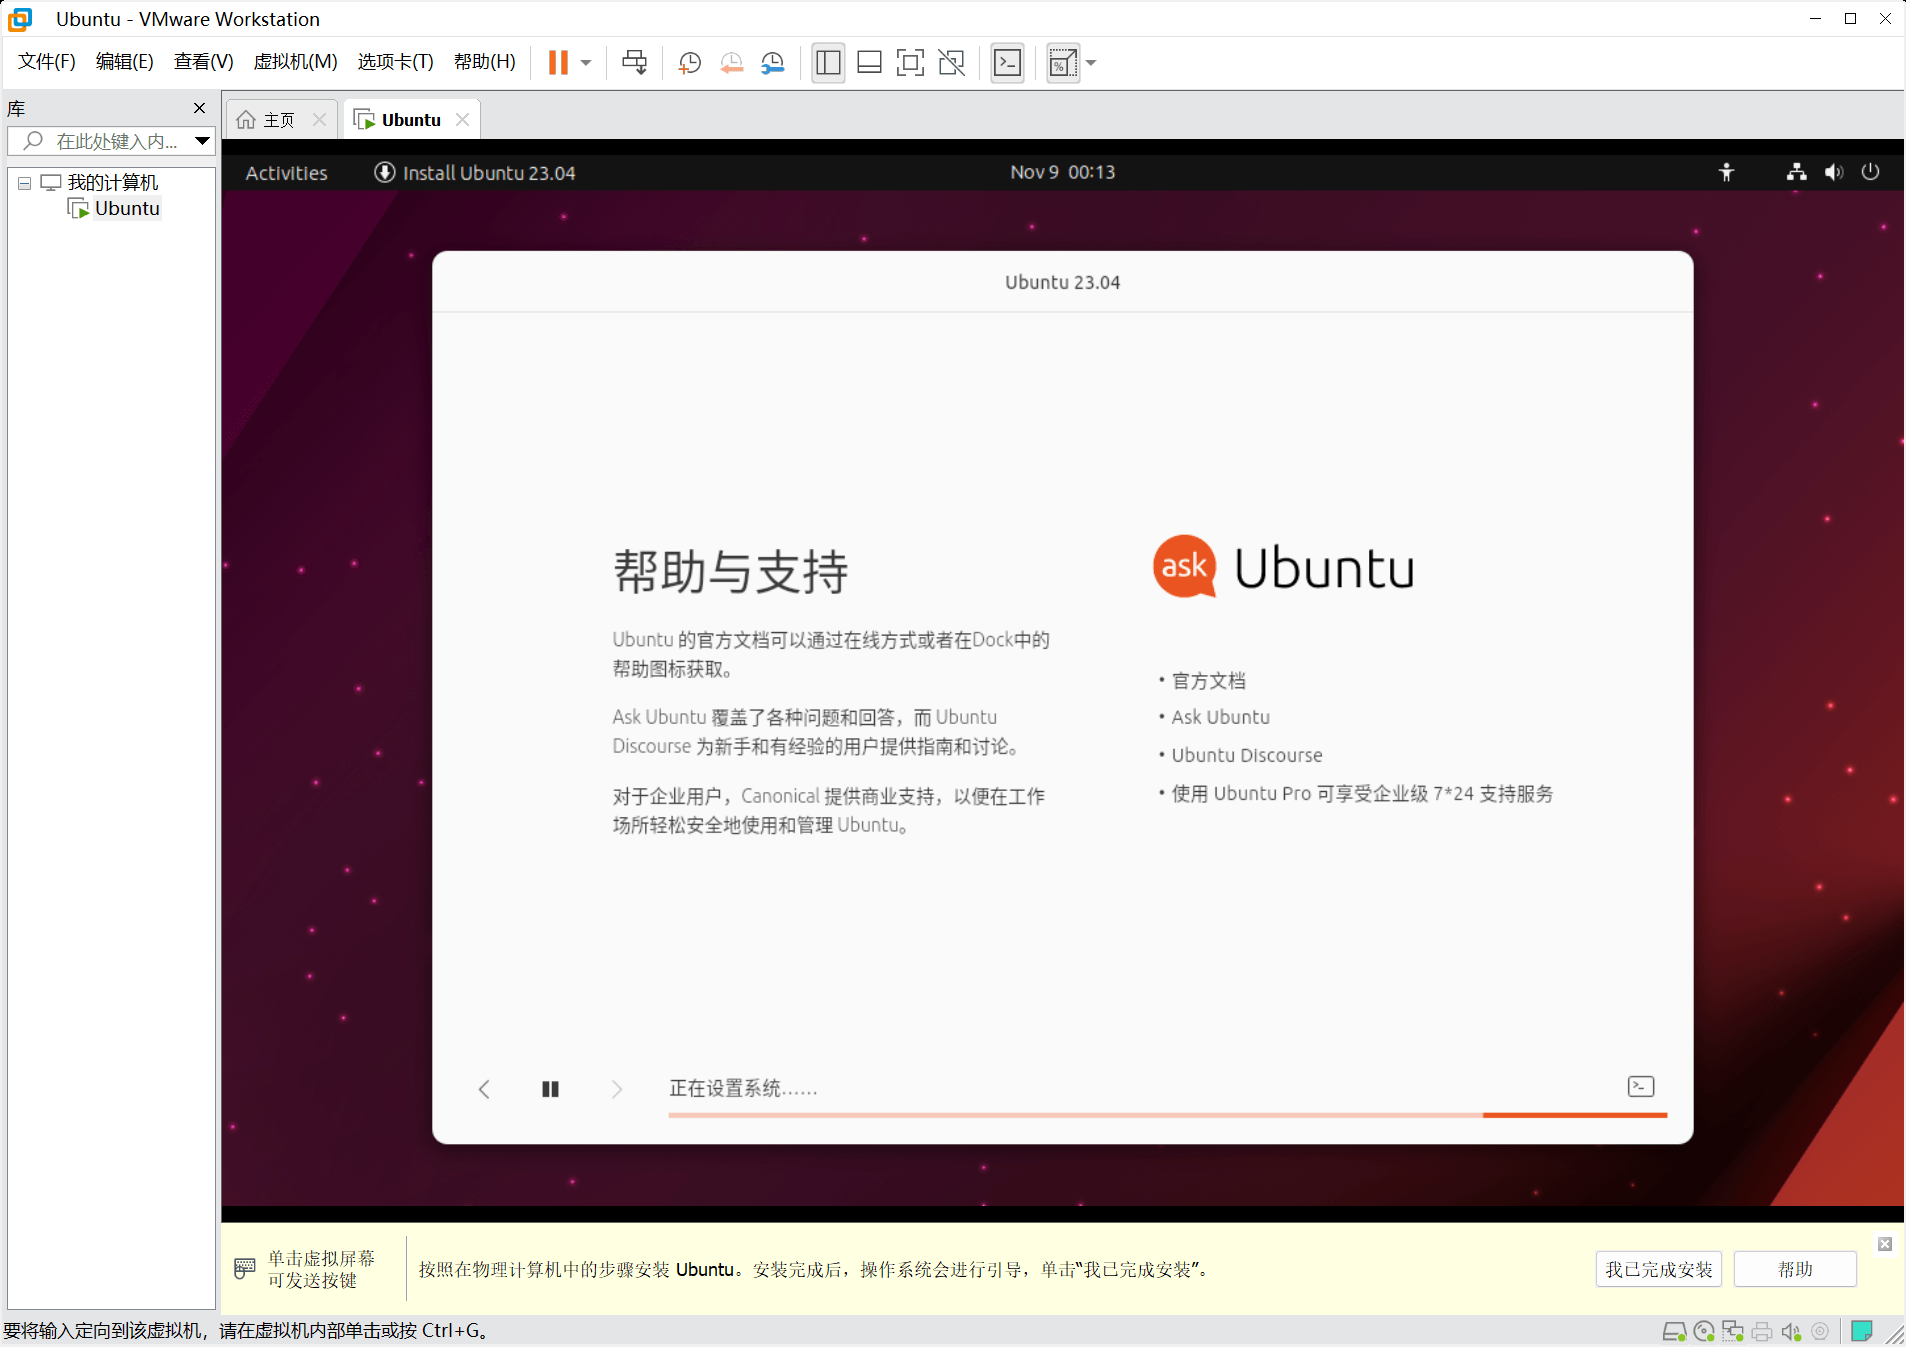 Ubuntu - VMware Workstation
文件(F) 编辑(E) 查看(V) 虚拟机(M) 选项卡(T) 帮助(H)
库
在此处键入内...
我的计算机
Ubuntu
主页
Ubuntu
Activities
Install Ubuntu 23.04
Nov 9 00:13
Ubuntu 23.04
帮助与支持
Ubuntu 的官方文档可以通过在线方式或者在Dock中的
帮助图标获取。
Ask Ubuntu 覆盖了各种问题和回答，而 Ubuntu
Discourse 为新手和有经验的用户提供指南和讨论。
对于企业用户，Canonical 提供商业支持，以便在工作
场所轻松安全地使用和管理 Ubuntu。
ask Ubuntu
• 官方文档
• Ask Ubuntu
• Ubuntu Discourse
• 使用 Ubuntu Pro 可享受企业级 7*24 支持服务
正在设置系统……
单击虚拟屏幕
可发送按键
按照在物理计算机中的步骤安装 Ubuntu。安装完成后，操作系统会进行引导，单击“我已完成安装”。
我已完成安装
帮助
要将输入定向到该虚拟机，请在虚拟机内部单击或按 Ctrl+G。